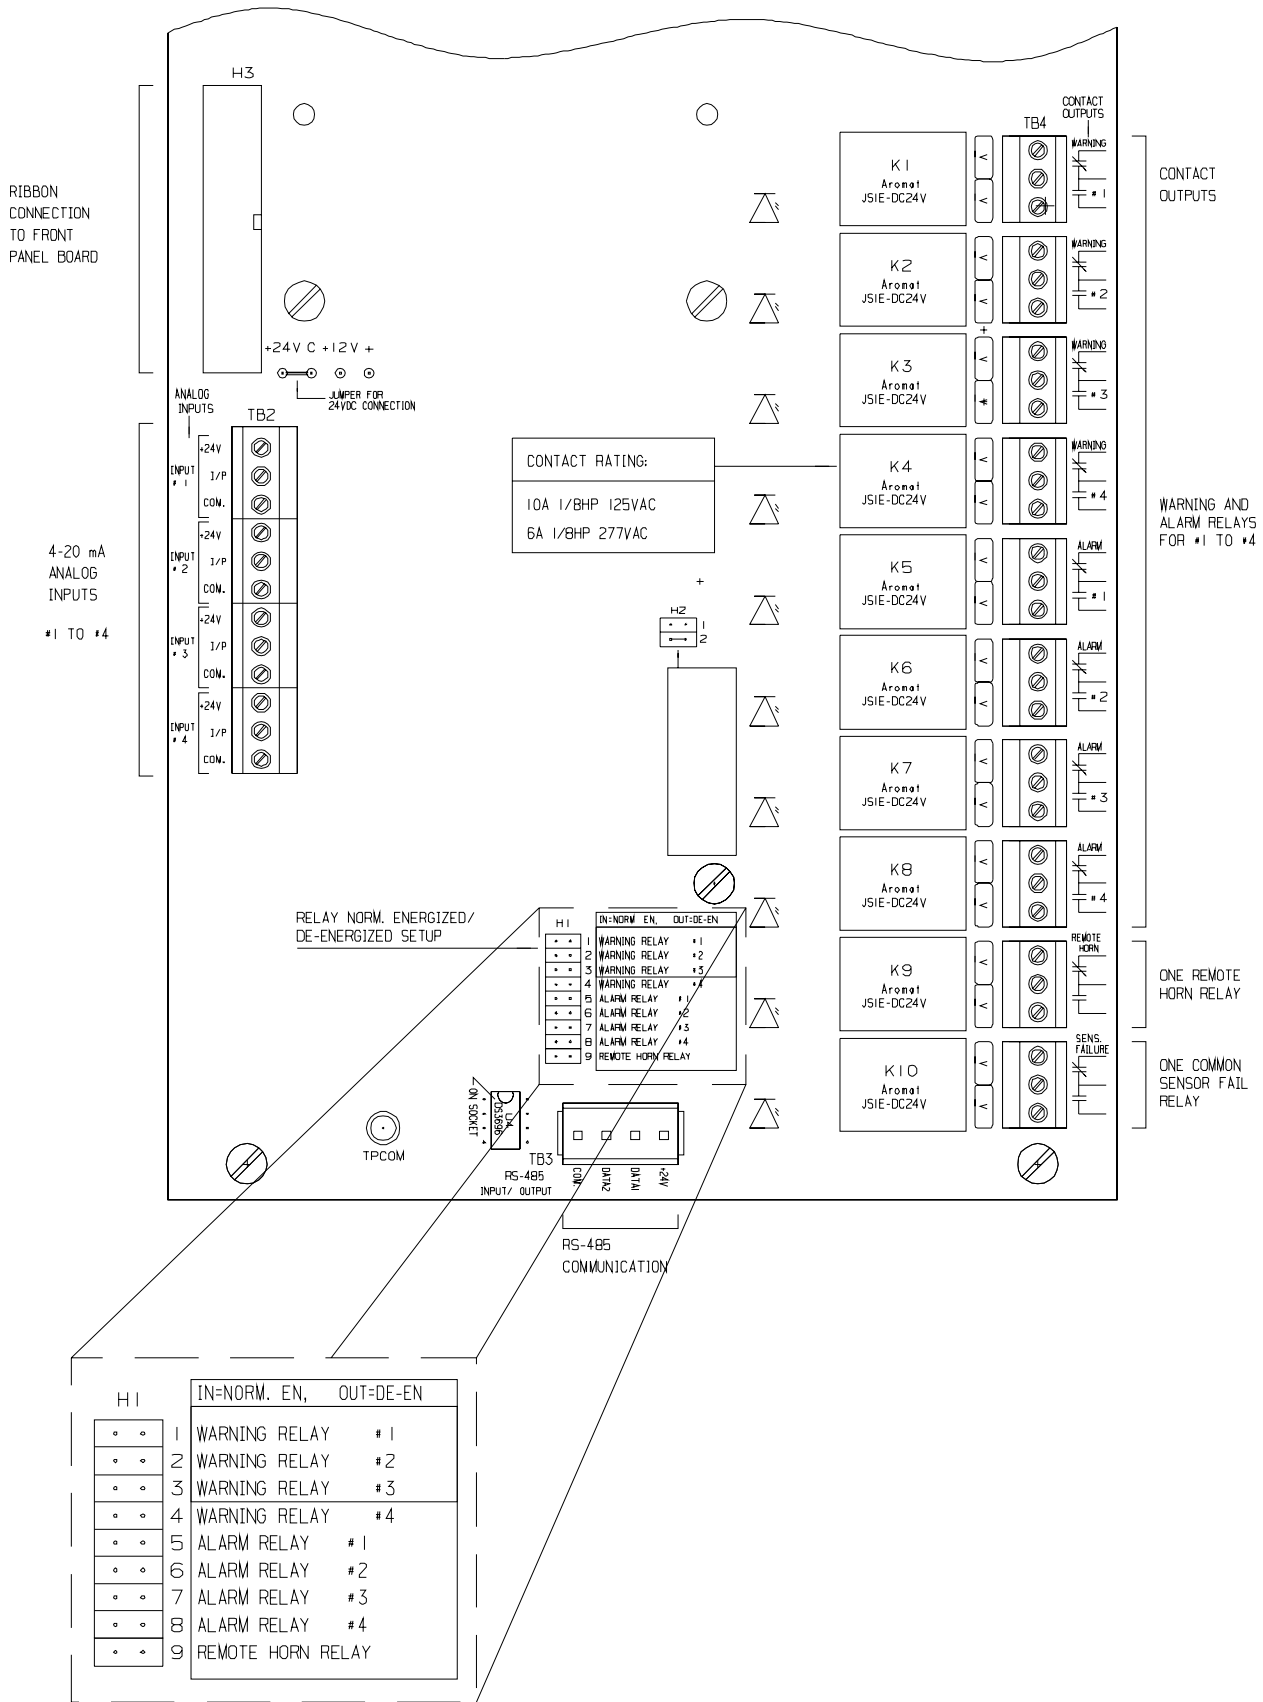 H3
RIBBON
CONNECTION
TO FRONT
PANEL BOARD
+24V C +12V +
JUMPER FOR
24VDC CONNECTION
ANALOG
INPUTS
TB2
INPUT
#1
+24V
I/P
COM.
INPUT
#2
+24V
I/P
COM.
INPUT
#3
+24V
I/P
COM.
INPUT
#4
+24V
I/P
COM.
4-20 mA
ANALOG
INPUTS
#1 TO #4
CONTACT RATING:
10A 1/8HP 125VAC
6A 1/8HP 277VAC
+
H2
1
2
K1
Aromat
JS1E-DC24V
K2
Aromat
JS1E-DC24V
K3
Aromat
JS1E-DC24V
K4
Aromat
JS1E-DC24V
K5
Aromat
JS1E-DC24V
K6
Aromat
JS1E-DC24V
K7
Aromat
JS1E-DC24V
K8
Aromat
JS1E-DC24V
K9
Aromat
JS1E-DC24V
K10
Aromat
JS1E-DC24V
TB4
CONTACT
OUTPUTS
WARNING
#1
WARNING
#2
WARNING
#3
WARNING
#4
ALARM
#1
ALARM
#2
ALARM
#3
ALARM
#4
REMOTE
HORN
SENS.
FAILURE
CONTACT
OUTPUTS
WARNING AND
ALARM RELAYS
FOR #1 TO #4
ONE REMOTE
HORN RELAY
ONE COMMON
SENSOR FAIL
RELAY
RELAY NORM. ENERGIZED/
DE-ENERGIZED SETUP
H1
IN=NORM EN, OUT=DE-EN
1 WARNING RELAY #1
2 WARNING RELAY #2
3 WARNING RELAY #3
4 WARNING RELAY #4
5 ALARM RELAY #1
6 ALARM RELAY #2
7 ALARM RELAY #3
8 ALARM RELAY #4
9 REMOTE HORN RELAY
TPCOM
ON SOCKET
DS3696
U4
TB3
RS-485
INPUT/ OUTPUT
COM.
DATA2
DATA1
+24V
RS-485
COMMUNICATION
H1
IN=NORM. EN, OUT=DE-EN
1 WARNING RELAY #1
2 WARNING RELAY #2
3 WARNING RELAY #3
4 WARNING RELAY #4
5 ALARM RELAY #1
6 ALARM RELAY #2
7 ALARM RELAY #3
8 ALARM RELAY #4
9 REMOTE HORN RELAY